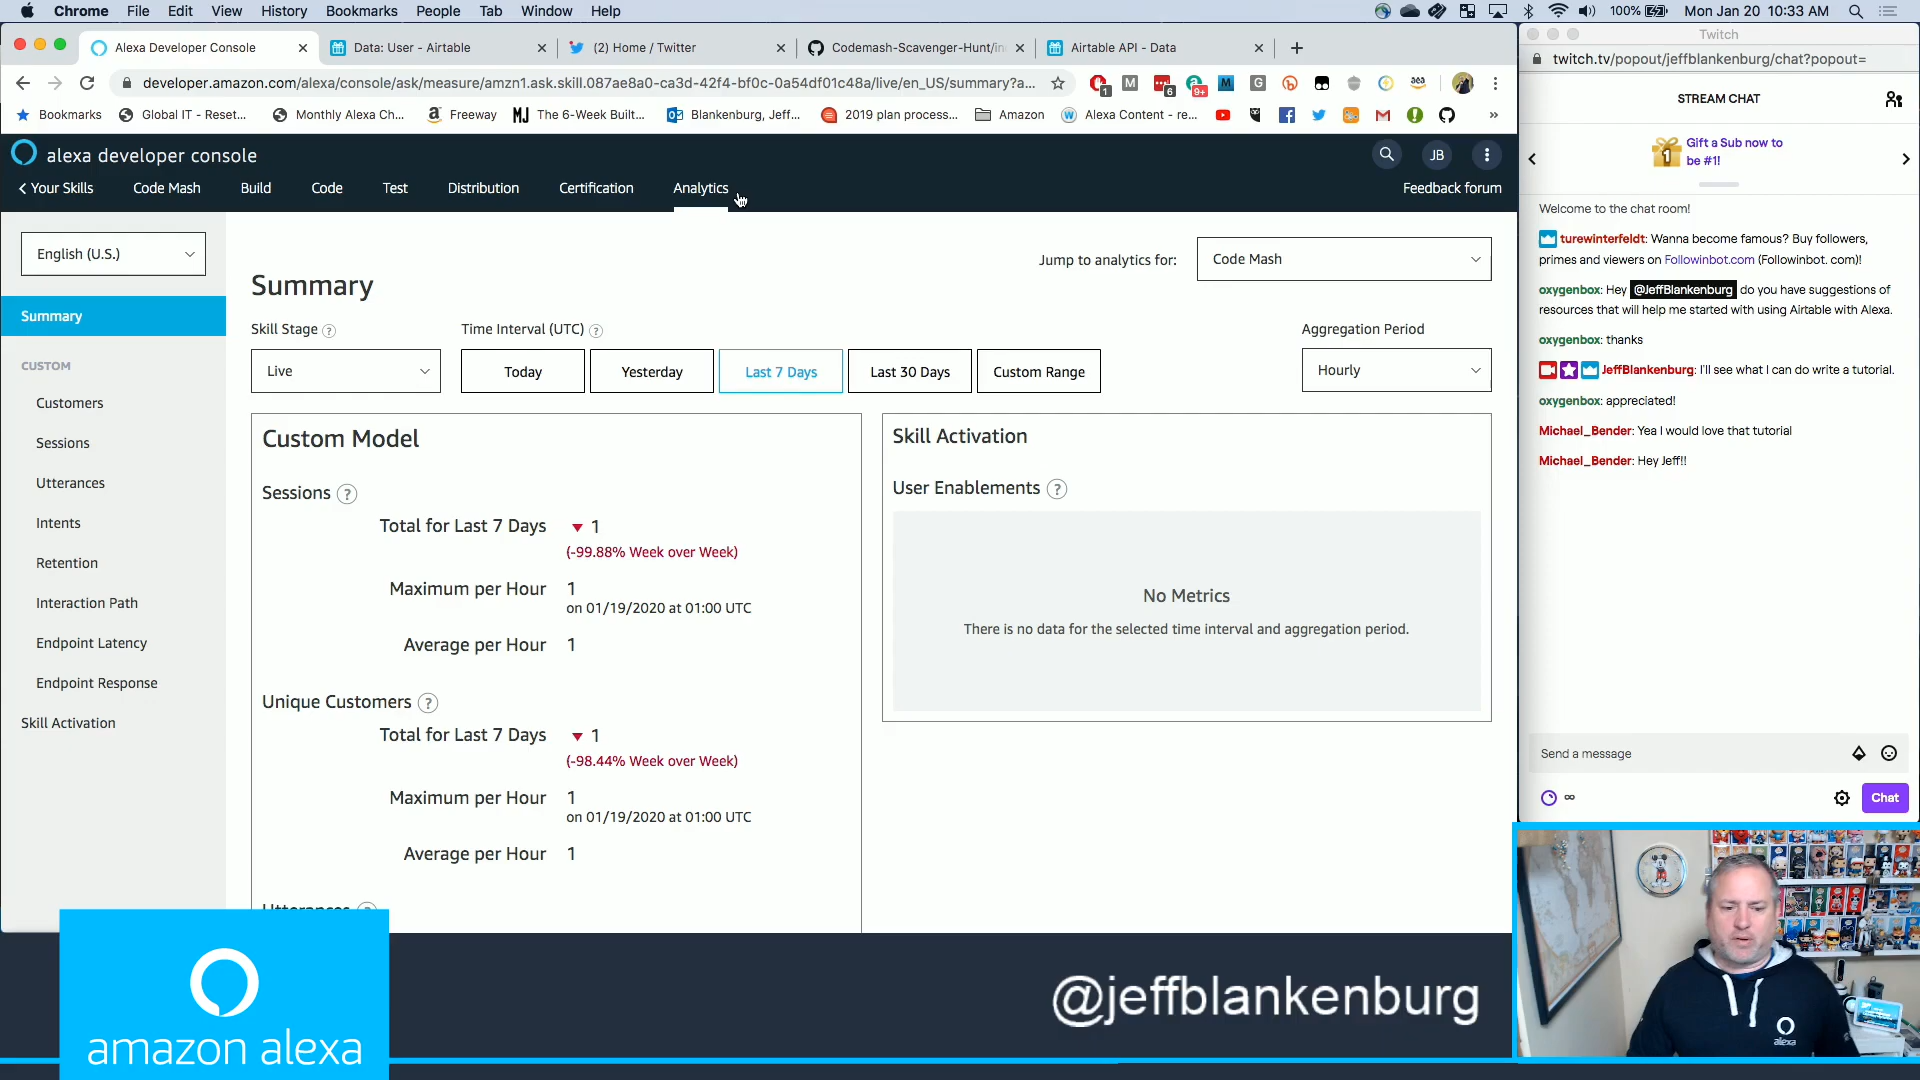 Chrome File Edit View History Bookmarks People Tab Window Help
100% Mon Jan 20 10:33 AM
Alexa Developer Console
Data: User - Airtable
(2) Home / Twitter
Codemash-Scavenger-Hunt/in
Airtable API - Data
developer.amazon.com/alexa/console/ask/measure/amzn1.ask.skill.087ae8a0-ca3d-42f4-bf0c-0a54df01c48a/live/en_US/summary?a...
Bookmarks Global IT - Reset... Monthly Alexa Ch... Freeway The 6-Week Built... Blankenburg, Jeff... 2019 plan process... Amazon Alexa Content - re...
alexa developer console
JB
Your Skills Code Mash Build Code Test Distribution Certification Analytics Feedback forum
English (U.S.)
Summary
CUSTOM
Customers
Sessions
Utterances
Intents
Retention
Interaction Path
Endpoint Latency
Endpoint Response
Skill Activation
Summary
Jump to analytics for: Code Mash
Skill Stage Time Interval (UTC) Aggregation Period
Live Today Yesterday Last 7 Days Last 30 Days Custom Range Hourly
Custom Model
Sessions
Total for Last 7 Days 1
(-99.88% Week over Week)
Maximum per Hour 1
on 01/19/2020 at 01:00 UTC
Average per Hour 1
Unique Customers
Total for Last 7 Days 1
(-98.44% Week over Week)
Maximum per Hour 1
on 01/19/2020 at 01:00 UTC
Average per Hour 1
Skill Activation
User Enablements
No Metrics
There is no data for the selected time interval and aggregation period.
Twitch
twitch.tv/popout/jeffblankenburg/chat?popout=
STREAM CHAT
Gift a Sub now to
be #1!
Welcome to the chat room!
turewinterfeldt: Wanna become famous? Buy followers,
primes and viewers on Followinbot.com (Followinbot. com)!
oxygenbox: Hey @JeffBlankenburg do you have suggestions of
resources that will help me started with using Airtable with Alexa.
oxygenbox: thanks
JeffBlankenburg: I'll see what I can do write a tutorial.
oxygenbox: appreciated!
Michael_Bender: Yea I would love that tutorial
Michael_Bender: Hey Jeff!!
Send a message
Chat
amazon alexa
@jeffblankenburg
alexa